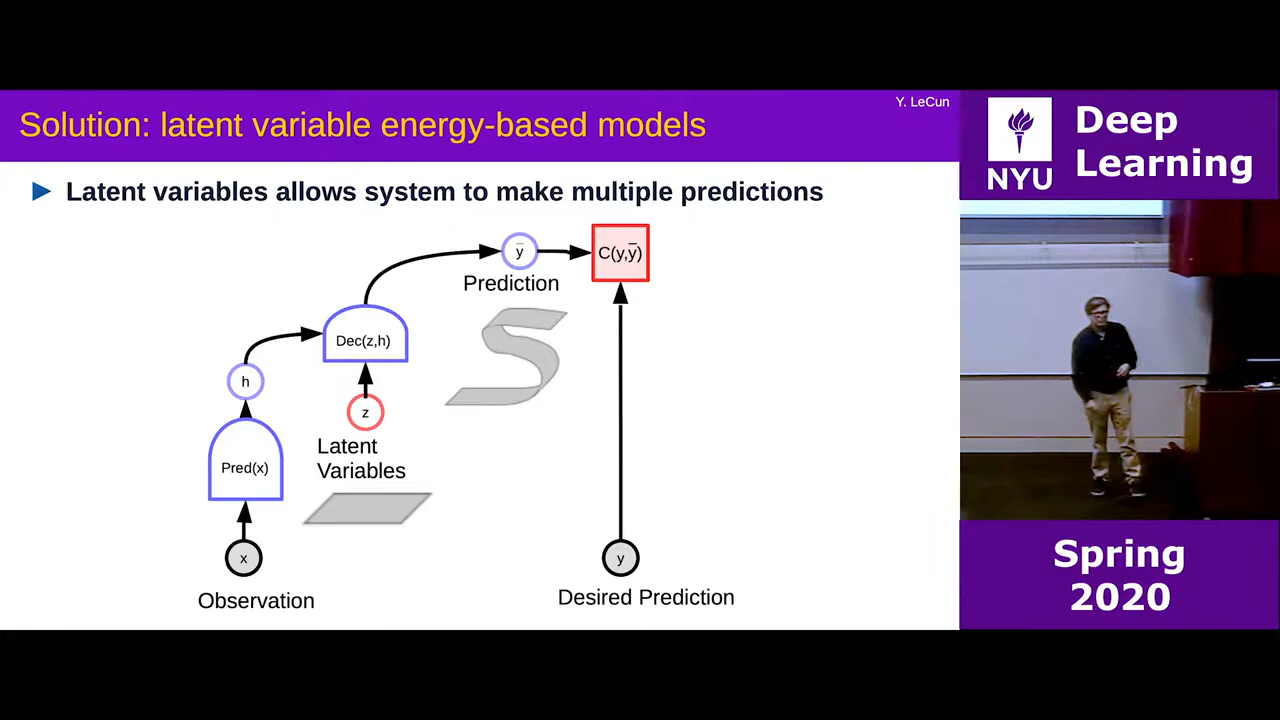 Y. LeCun
Solution: latent variable energy-based models
Latent variables allows system to make multiple predictions
ȳ
C(y,ȳ)
Prediction
Dec(z,h)
h
z
Latent
Variables
Pred(x)
x
y
Observation
Desired Prediction
NYU
Deep
Learning
Spring
2020